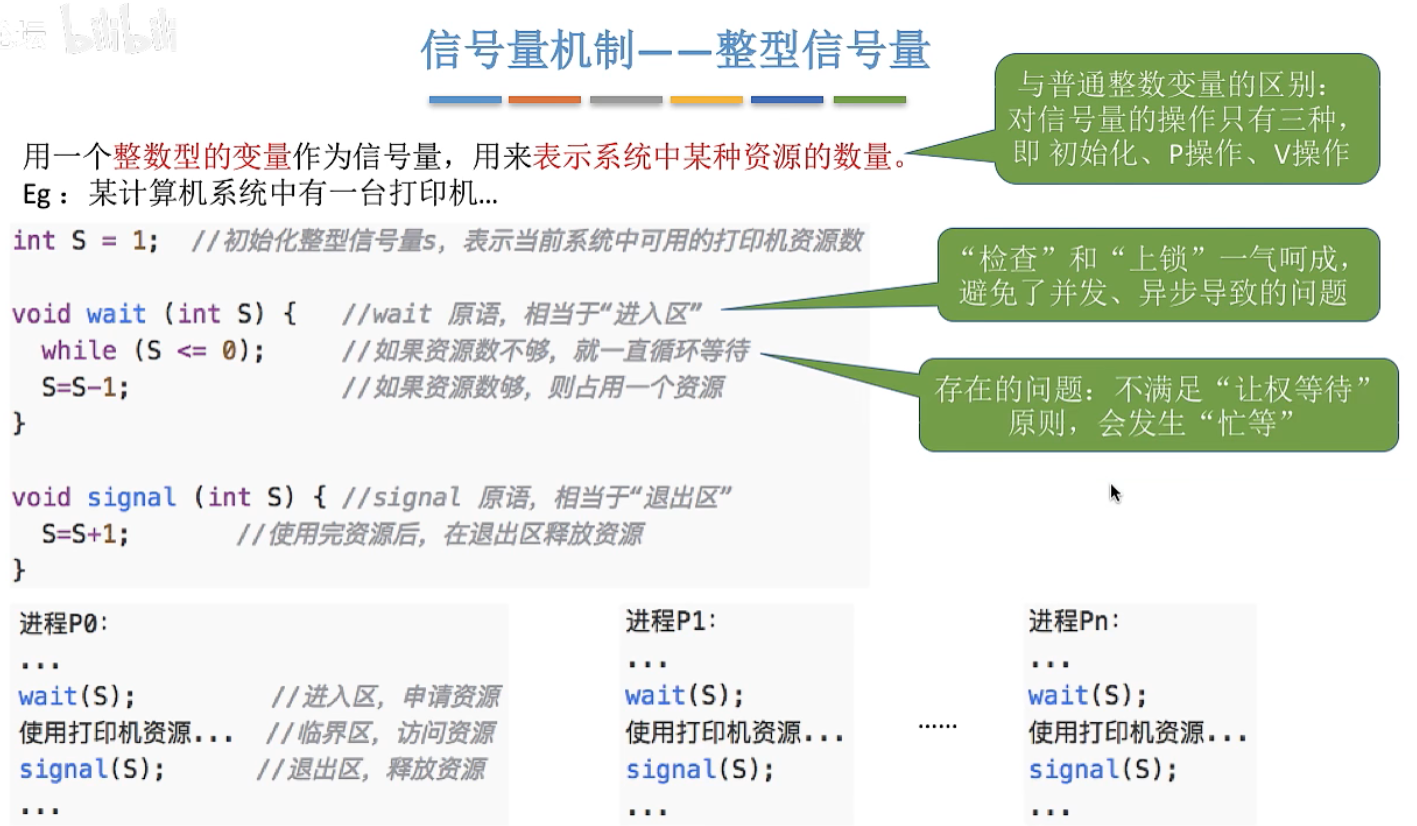 坛 bilibili
信号量机制——整型信号量
与普通整数变量的区别：
对信号量的操作只有三种，
即 初始化、P操作、V操作
用一个整数型的变量作为信号量，用来表示系统中某种资源的数量。
Eg：某计算机系统中有一台打印机…
int S = 1; //初始化整型信号量s，表示当前系统中可用的打印机资源数
“检查”和“上锁”一气呵成，
避免了并发、异步导致的问题
void wait (int S) { //wait 原语，相当于“进入区”
while (S <= 0); //如果资源数不够，就一直循环等待
S=S-1; //如果资源数够，则占用一个资源
}
存在的问题：不满足“让权等待”
原则，会发生“忙等”
void signal (int S) { //signal 原语，相当于“退出区”
S=S+1; //使用完资源后，在退出区释放资源
}
进程P0：
...
wait(S); //进入区，申请资源
使用打印机资源... //临界区，访问资源
signal(S); //退出区，释放资源
...
进程P1：
...
wait(S);
使用打印机资源...
signal(S);
...
……
进程Pn：
...
wait(S);
使用打印机资源...
signal(S);
...